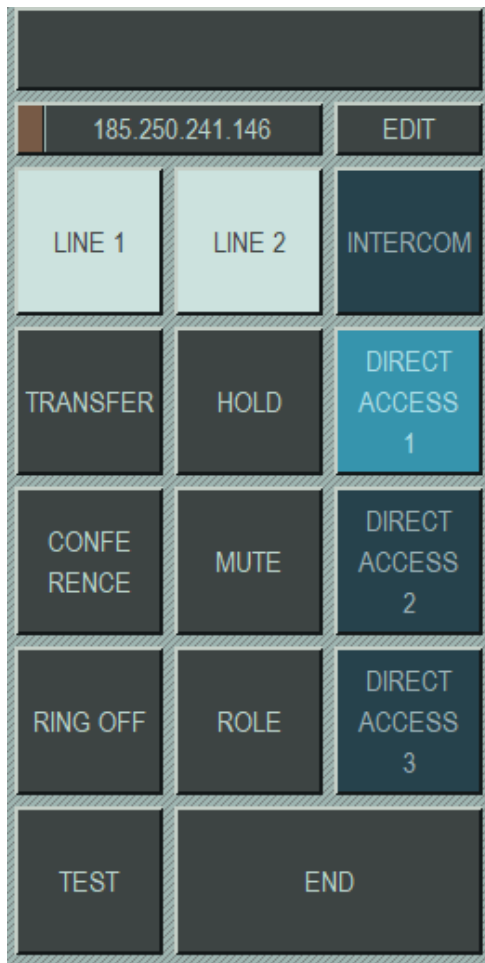 185.250.241.146 EDIT
LINE 1 LINE 2 INTERCOM
TRANSFER HOLD DIRECT
ACCESS
1
CONFE
RENCE
MUTE
DIRECT
ACCESS
2
RING OFF ROLE DIRECT
ACCESS
3
TEST END